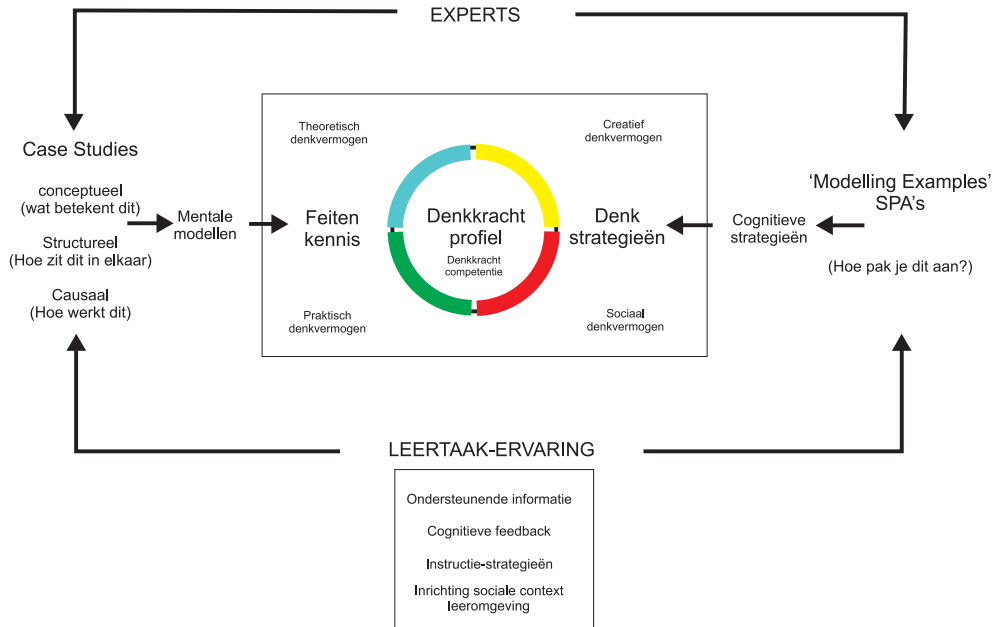 EXPERTS
Case Studies
conceptueel
(wat betekent dit)
Structureel
(Hoe zit dit in elkaar)
Causaal
(Hoe werkt dit)
Mentale
modellen
Theoretisch
denkvermogen
Creatief
denkvermogen
Feiten
kennis
Denkkracht
profiel
Denkkracht
competentie
Denk
strategieën
Praktisch
denkvermogen
Sociaal
denkvermogen
Cognitieve
strategieën
‘Modelling Examples’
SPA’s
(Hoe pak je dit aan?)
LEERTAAK-ERVARING
Ondersteunende informatie
Cognitieve feedback
Instructie-strategieën
Inrichting sociale context
leeromgeving